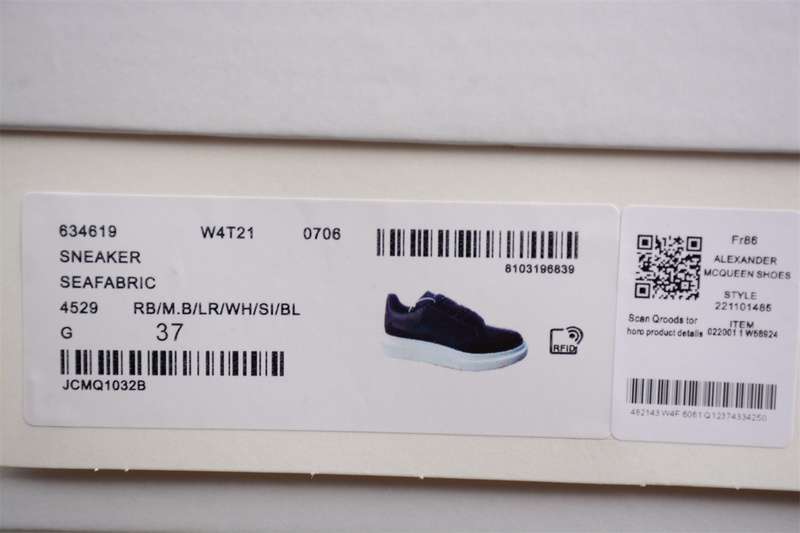 634619 W4T21 0706
SNEAKER
SEAFABRIC
4529 RB/M.B/LR/WH/SI/BL
G 37
JCMQ1032B
8103196839
RFID
Fr86
ALEXANDER
MCQUEEN SHOES
STYLE
221101485
Scan Qroods tor
horo product details
ITEM
022001 1 W58924
462143 W4F 6061 Q 12374334250